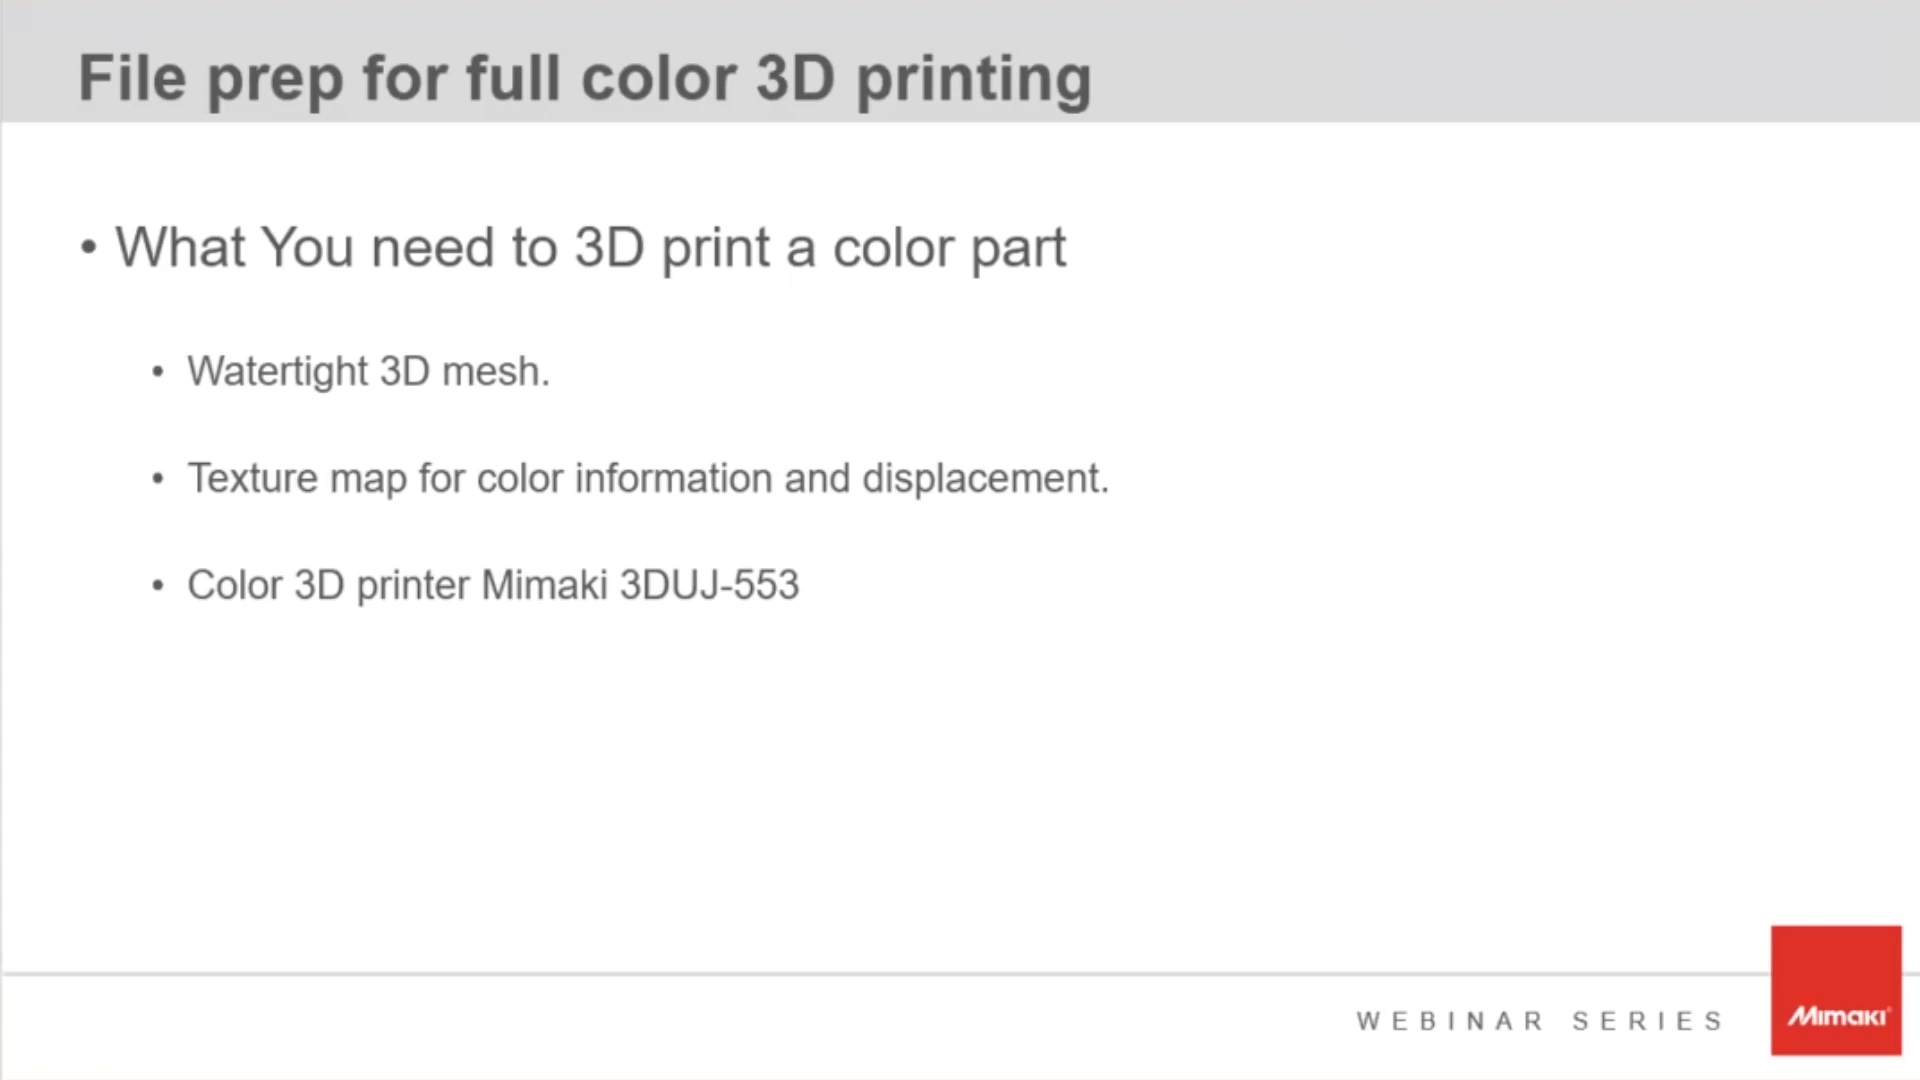 File prep for full color 3D printing
• What You need to 3D print a color part
• Watertight 3D mesh.
• Texture map for color information and displacement.
• Color 3D printer Mimaki 3DUJ-553
WEBINAR SERIES
Mimaki